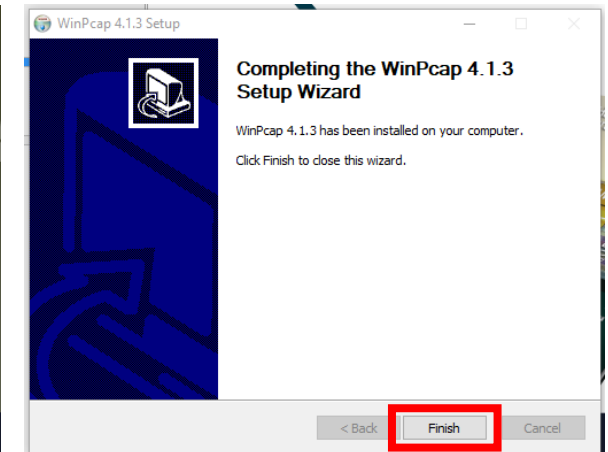 WinPcap 4.1.3 Setup
Completing the WinPcap 4.1.3
Setup Wizard
WinPcap 4.1.3 has been installed on your computer.
Click Finish to close this wizard.
< Back
Finish
Cancel